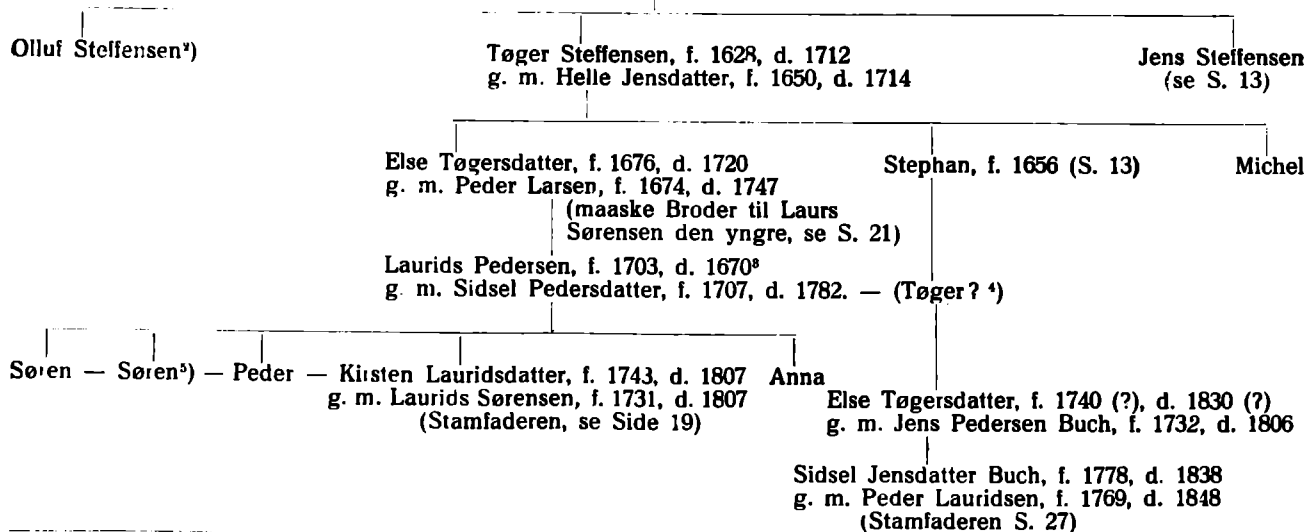 Olluf Steffensen²)
Tøger Steffensen, f. 1628, d. 1712
g. m. Helle Jensdatter, f. 1650, d. 1714
Jens Steffensen
(se S. 13)
Else Tøgersdatter, f. 1676, d. 1720
g. m. Peder Larsen, f. 1674, d. 1747
(maaske Broder til Laurs
Sørensen den yngre, se S. 21)
Stephan, f. 1656 (S. 13)
Michel
Laurids Pedersen, f. 1703, d. 1670³
g. m. Sidsel Pedersdatter, f. 1707, d. 1782. — (Tøger? ⁴)
Søren — Søren⁵) — Peder — Kirsten Lauridsdatter, f. 1743, d. 1807 Anna
g. m. Laurids Sørensen, f. 1731, d. 1807
(Stamfaderen, se Side 19)
Else Tøgersdatter, f. 1740 (?), d. 1830 (?)
g. m. Jens Pedersen Buch, f. 1732, d. 1806
Sidsel Jensdatter Buch, f. 1778, d. 1838
g. m. Peder Lauridsen, f. 1769, d. 1848
(Stamfaderen S. 27)